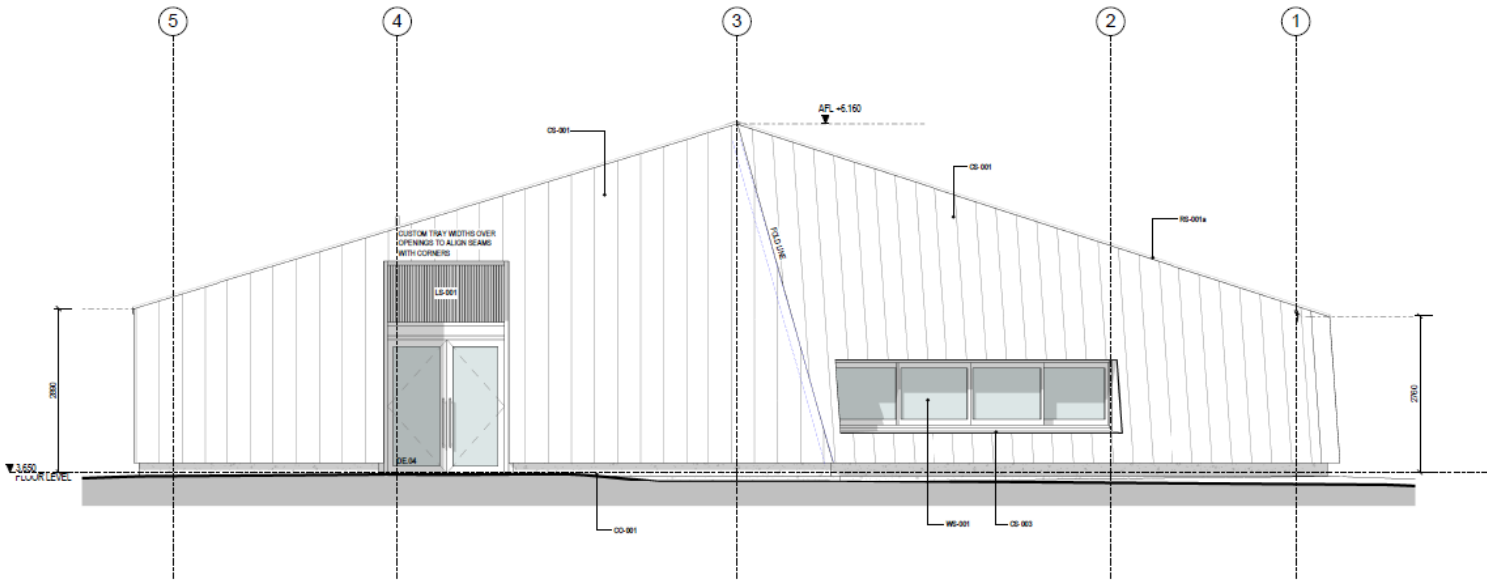 5
4
3
2
1
AFL +6.160
CS-001
CS-001
RS-001a
CUSTOM TRAY WIDTHS OVER
OPENINGS TO ALIGN SEAMS
WITH CORNERS
FOLD LINE
LS-001
2890
2760
DE.04
3.650
FLOOR LEVEL
CO-001
WS-001
CS-003